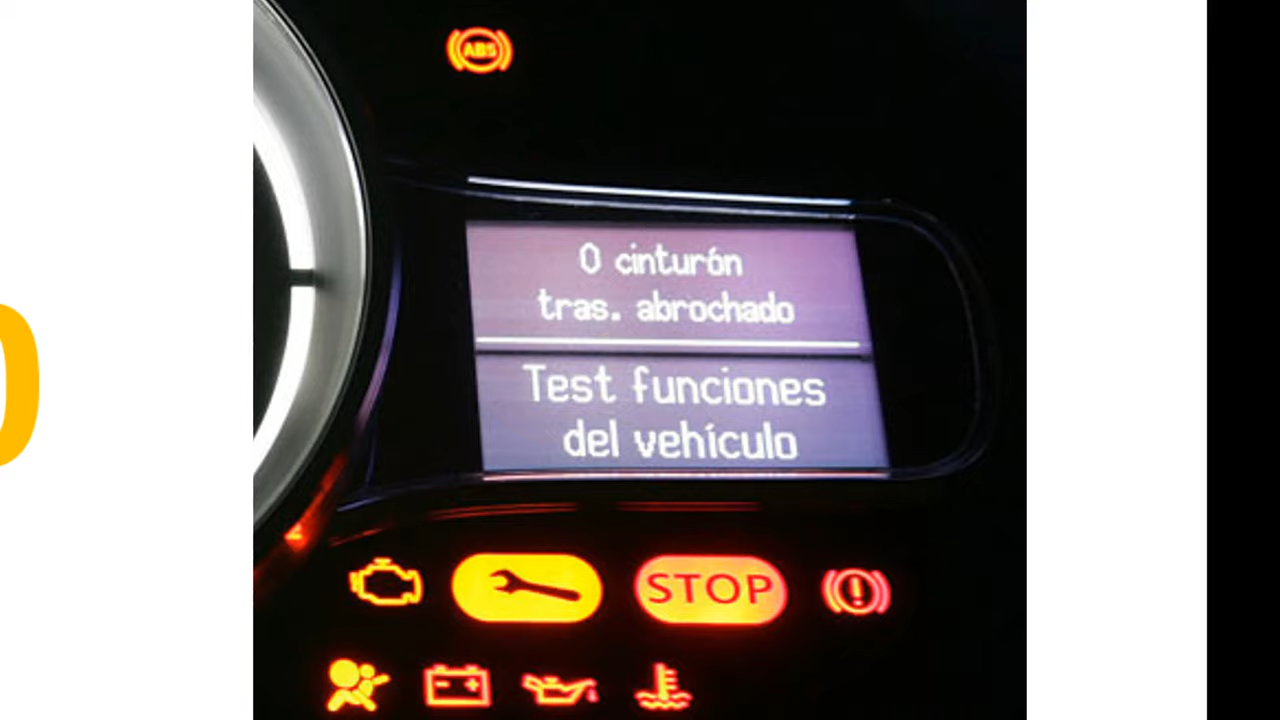 ABS
0 cinturón
tras. abrochado
Test funciones
del vehículo
STOP